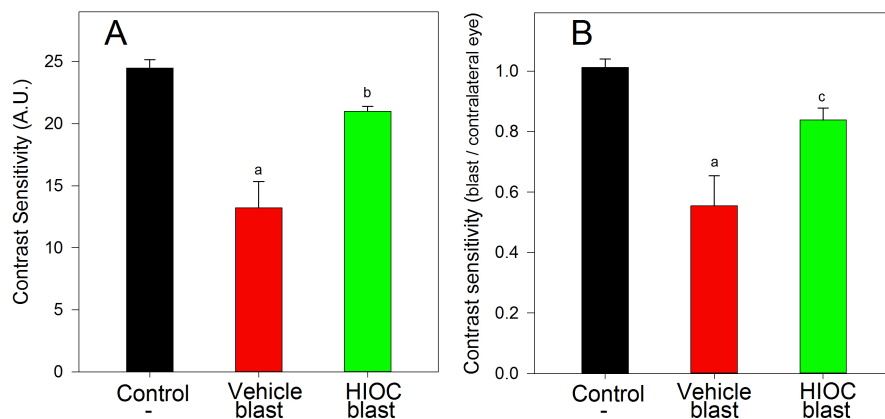 A
Contrast Sensitivity (A.U.)
25
20
15
10
5
0
a
b
Control
-
Vehicle
blast
HIOC
blast
B
Contrast sensitivity (blast / contralateral eye)
1.0
0.8
0.6
0.4
0.2
0.0
a
c
Control
-
Vehicle
blast
HIOC
blast